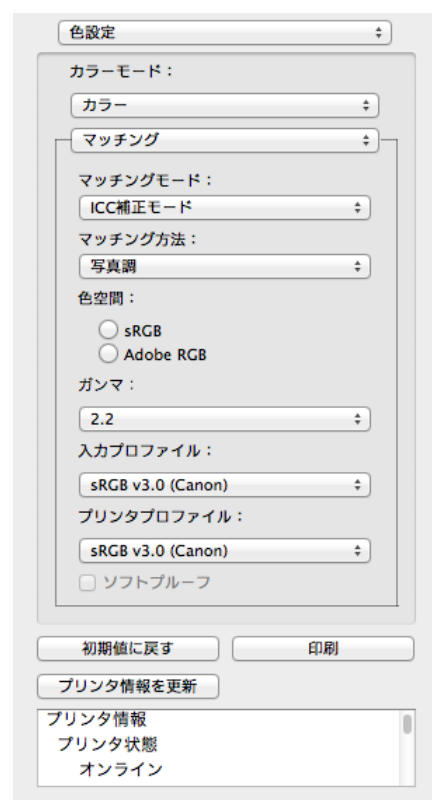 色設定
カラーモード：
カラー
マッチング
マッチングモード：
ICC補正モード
マッチング方法：
写真調
色空間：
sRGB
Adobe RGB
ガンマ：
2.2
入力プロファイル：
sRGB v3.0 (Canon)
プリンタプロファイル：
sRGB v3.0 (Canon)
ソフトプルーフ
初期値に戻す 印刷
プリンタ情報を更新
プリンタ情報
プリンタ状態
オンライン